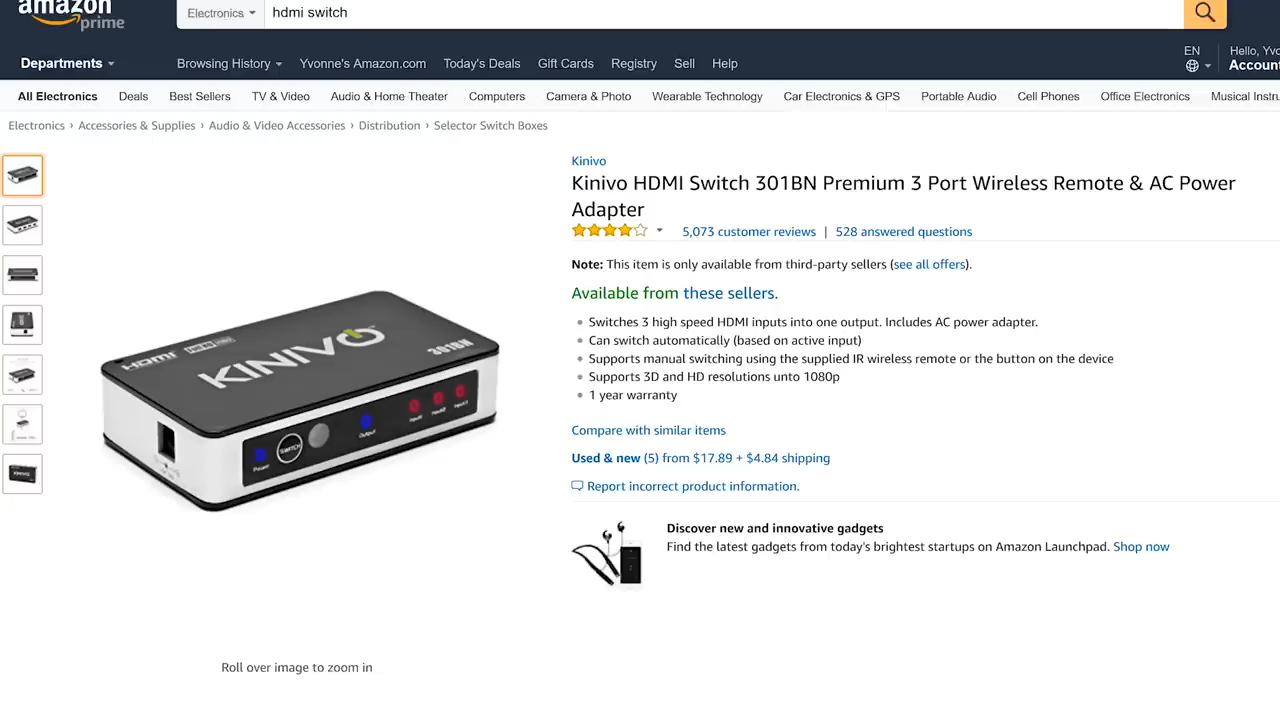 amazon
prime
Electronics
hdmi switch
EN
Hello, Yvo
Departments
Browsing History
Yvonne's Amazon.com
Today's Deals
Gift Cards
Registry
Sell
Help
Account
All Electronics
Deals
Best Sellers
TV & Video
Audio & Home Theater
Computers
Camera & Photo
Wearable Technology
Car Electronics & GPS
Portable Audio
Cell Phones
Office Electronics
Musical Instru
Electronics › Accessories & Supplies › Audio & Video Accessories › Distribution › Selector Switch Boxes
Kinivo
Kinivo HDMI Switch 301BN Premium 3 Port Wireless Remote & AC Power
Adapter
5,073 customer reviews | 528 answered questions
Note: This item is only available from third-party sellers (see all offers).
Available from these sellers.
Switches 3 high speed HDMI inputs into one output. Includes AC power adapter.
Can switch automatically (based on active input)
Supports manual switching using the supplied IR wireless remote or the button on the device
Supports 3D and HD resolutions unto 1080p
1 year warranty
Compare with similar items
Used & new (5) from $17.89 + $4.84 shipping
Report incorrect product information.
Discover new and innovative gadgets
Find the latest gadgets from today's brightest startups on Amazon Launchpad. Shop now
HDMI
KINIVO
301BN
Power
SWITCH
Output
Input1
Input2
Input3
Roll over image to zoom in